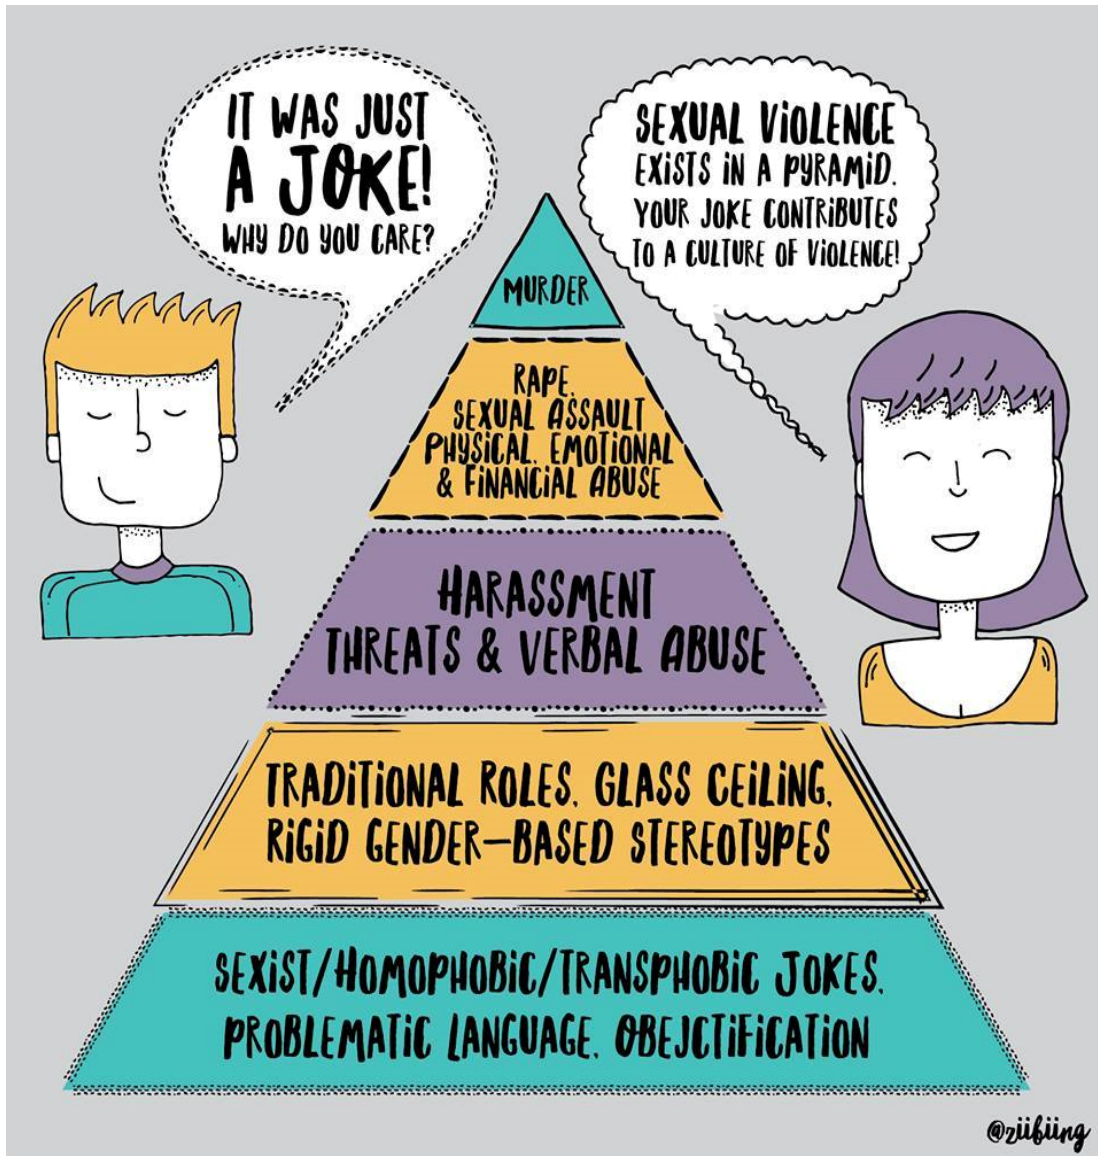 IT WAS JUST
A JOKE!
WHY DO YOU CARE?
SEXUAL VIOLENCE
EXISTS IN A PYRAMID.
YOUR JOKE CONTRIBUTES
TO A CULTURE OF VIOLENCE!
MURDER
RAPE,
SEXUAL ASSAULT
PHYSICAL, EMOTIONAL
& FINANCIAL ABUSE
HARASSMENT
THREATS & VERBAL ABUSE
TRADITIONAL ROLES, GLASS CEILING,
RIGID GENDER-BASED STEREOTYPES
SEXIST/HOMOPHOBIC/TRANSPHOBIC JOKES,
PROBLEMATIC LANGUAGE, OBEJCTIFICATION
@ziibiing